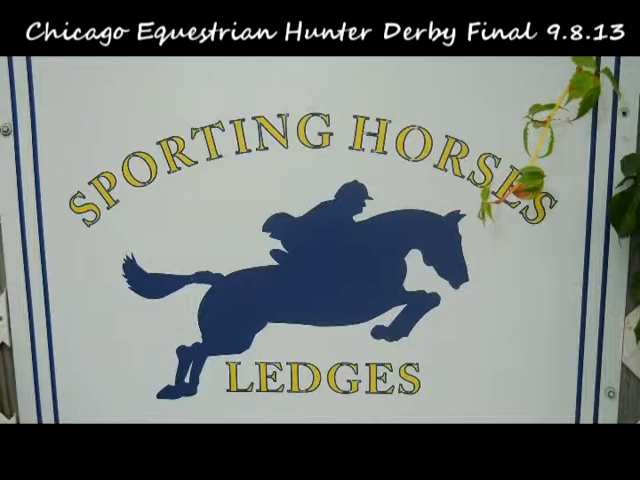 Chicago Equestrian Hunter Derby Final 9.8.13
SPORTING HORSES
LEDGES